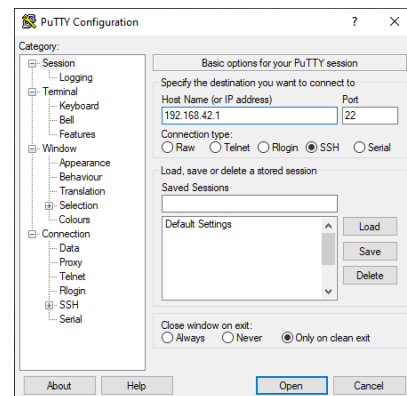 PuTTY Configuration
?
Category:
Session
Logging
Terminal
Keyboard
Bell
Features
Window
Appearance
Behaviour
Translation
Selection
Colours
Connection
Data
Proxy
Telnet
Rlogin
SSH
Serial
Basic options for your PuTTY session
Specify the destination you want to connect to
Host Name (or IP address) Port
192.168.42.1 22
Connection type:
Raw Telnet Rlogin SSH Serial
Load, save or delete a stored session
Saved Sessions
Default Settings
Load
Save
Delete
Close window on exit:
Always Never Only on clean exit
About Help Open Cancel